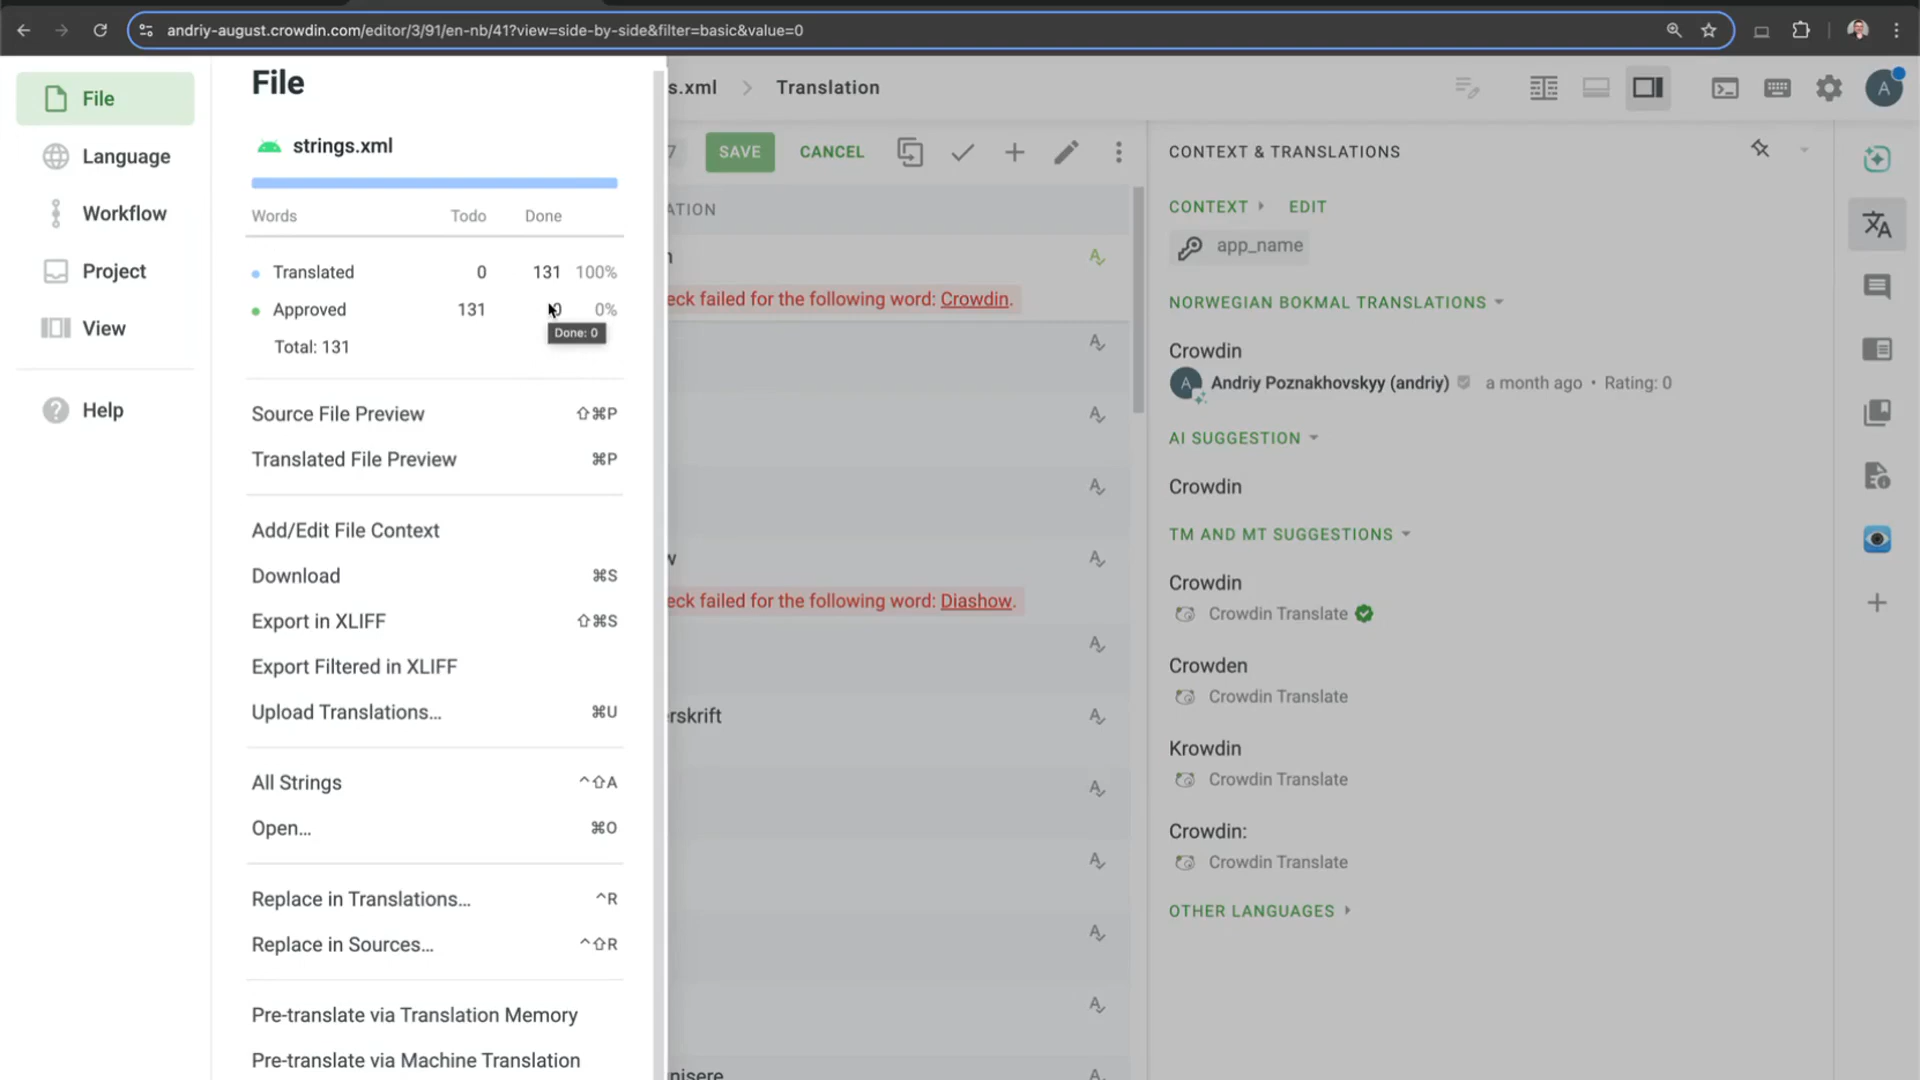 andriy-august.crowdin.com/editor/3/91/en-nb/41?view=side-by-side&filter=basic&value=0
File
Language
Workflow
Project
View
Help
File
strings.xml
Words Todo Done
Translated 0 131 100%
Approved 131 0 0%
Done: 0
Total: 131
Source File Preview ⇧⌘P
Translated File Preview ⌘P
Add/Edit File Context
Download ⌘S
Export in XLIFF ⇧⌘S
Export Filtered in XLIFF
Upload Translations... ⌘U
All Strings ^⇧A
Open... ⌘O
Replace in Translations... ^R
Replace in Sources... ^⇧R
Pre-translate via Translation Memory
Pre-translate via Machine Translation
s.xml > Translation
A
7 SAVE CANCEL
ATION
eck failed for the following word: Crowdin.
eck failed for the following word: Diashow.
erskrift
nisere
CONTEXT & TRANSLATIONS
CONTEXT EDIT
app_name
NORWEGIAN BOKMAL TRANSLATIONS
Crowdin
A Andriy Poznakhovskyy (andriy) a month ago • Rating: 0
AI SUGGESTION
Crowdin
TM AND MT SUGGESTIONS
Crowdin
Crowdin Translate
Crowden
Crowdin Translate
Krowdin
Crowdin Translate
Crowdin:
Crowdin Translate
OTHER LANGUAGES